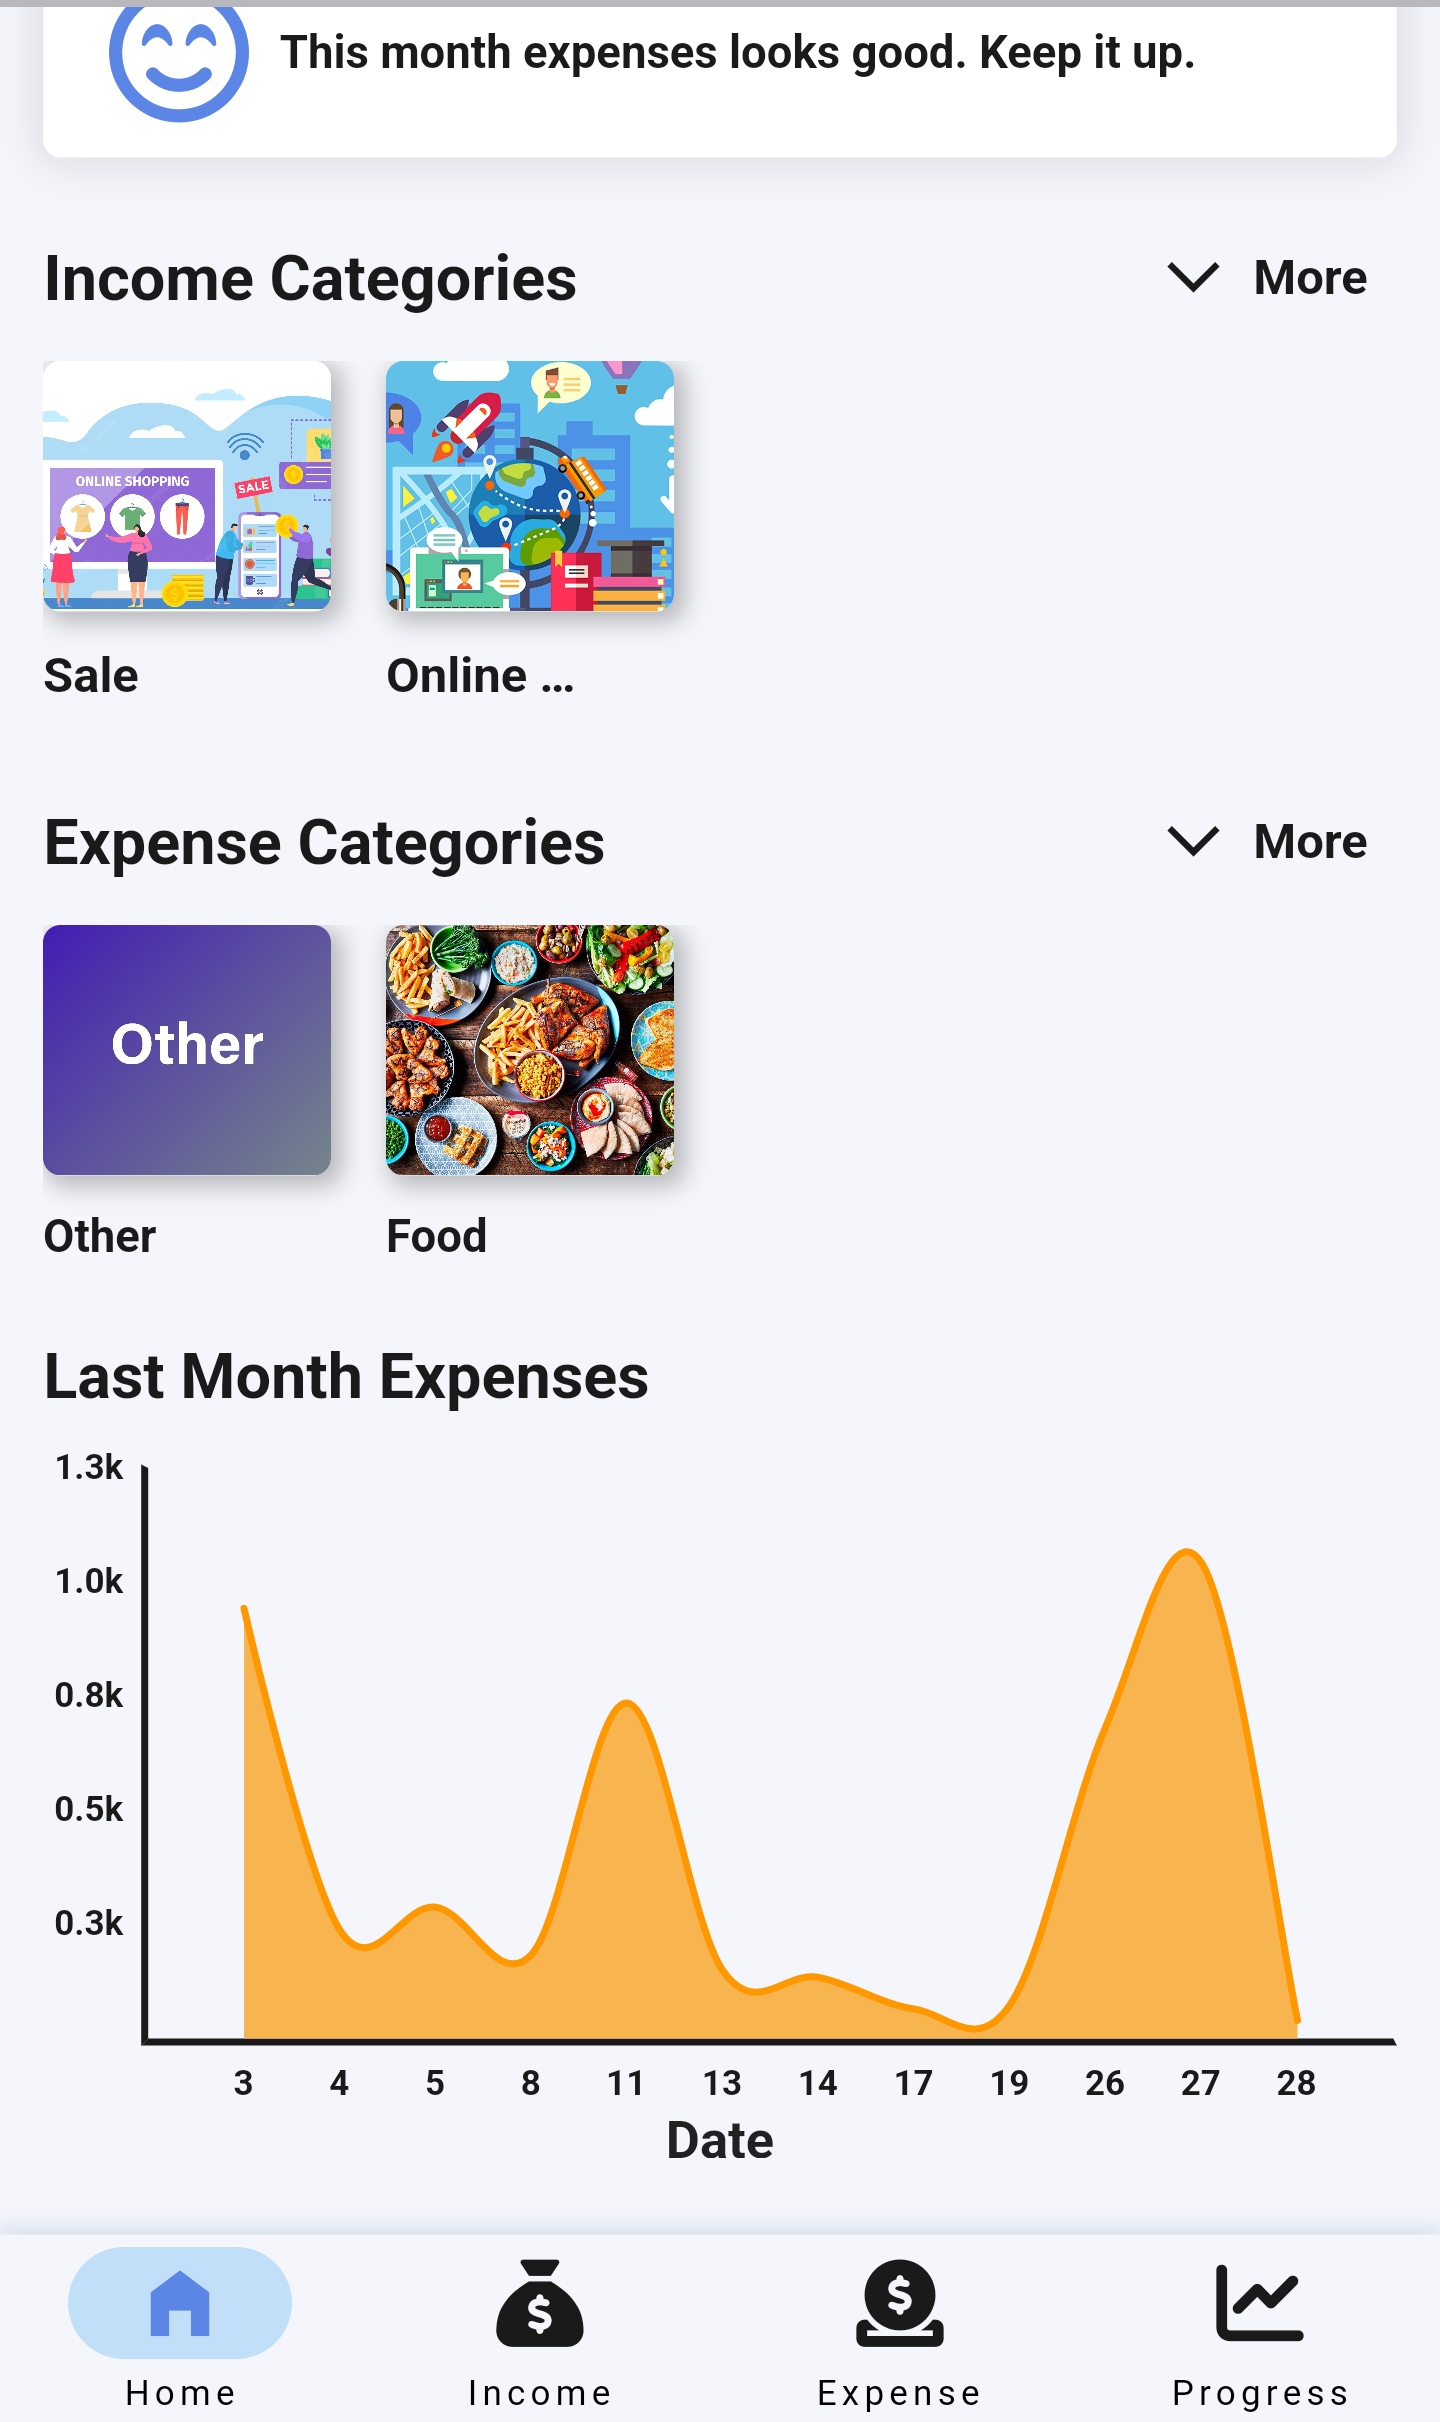 This month expenses looks good. Keep it up.
Income Categories
More
ONLINE SHOPPING
SALE
Sale
Online ...
Expense Categories
More
Other
Other
Food
Last Month Expenses
1.3k
1.0k
0.8k
0.5k
0.3k
3 4 5 8 11 13 14 17 19 26 27 28
Date
Home Income Expense Progress